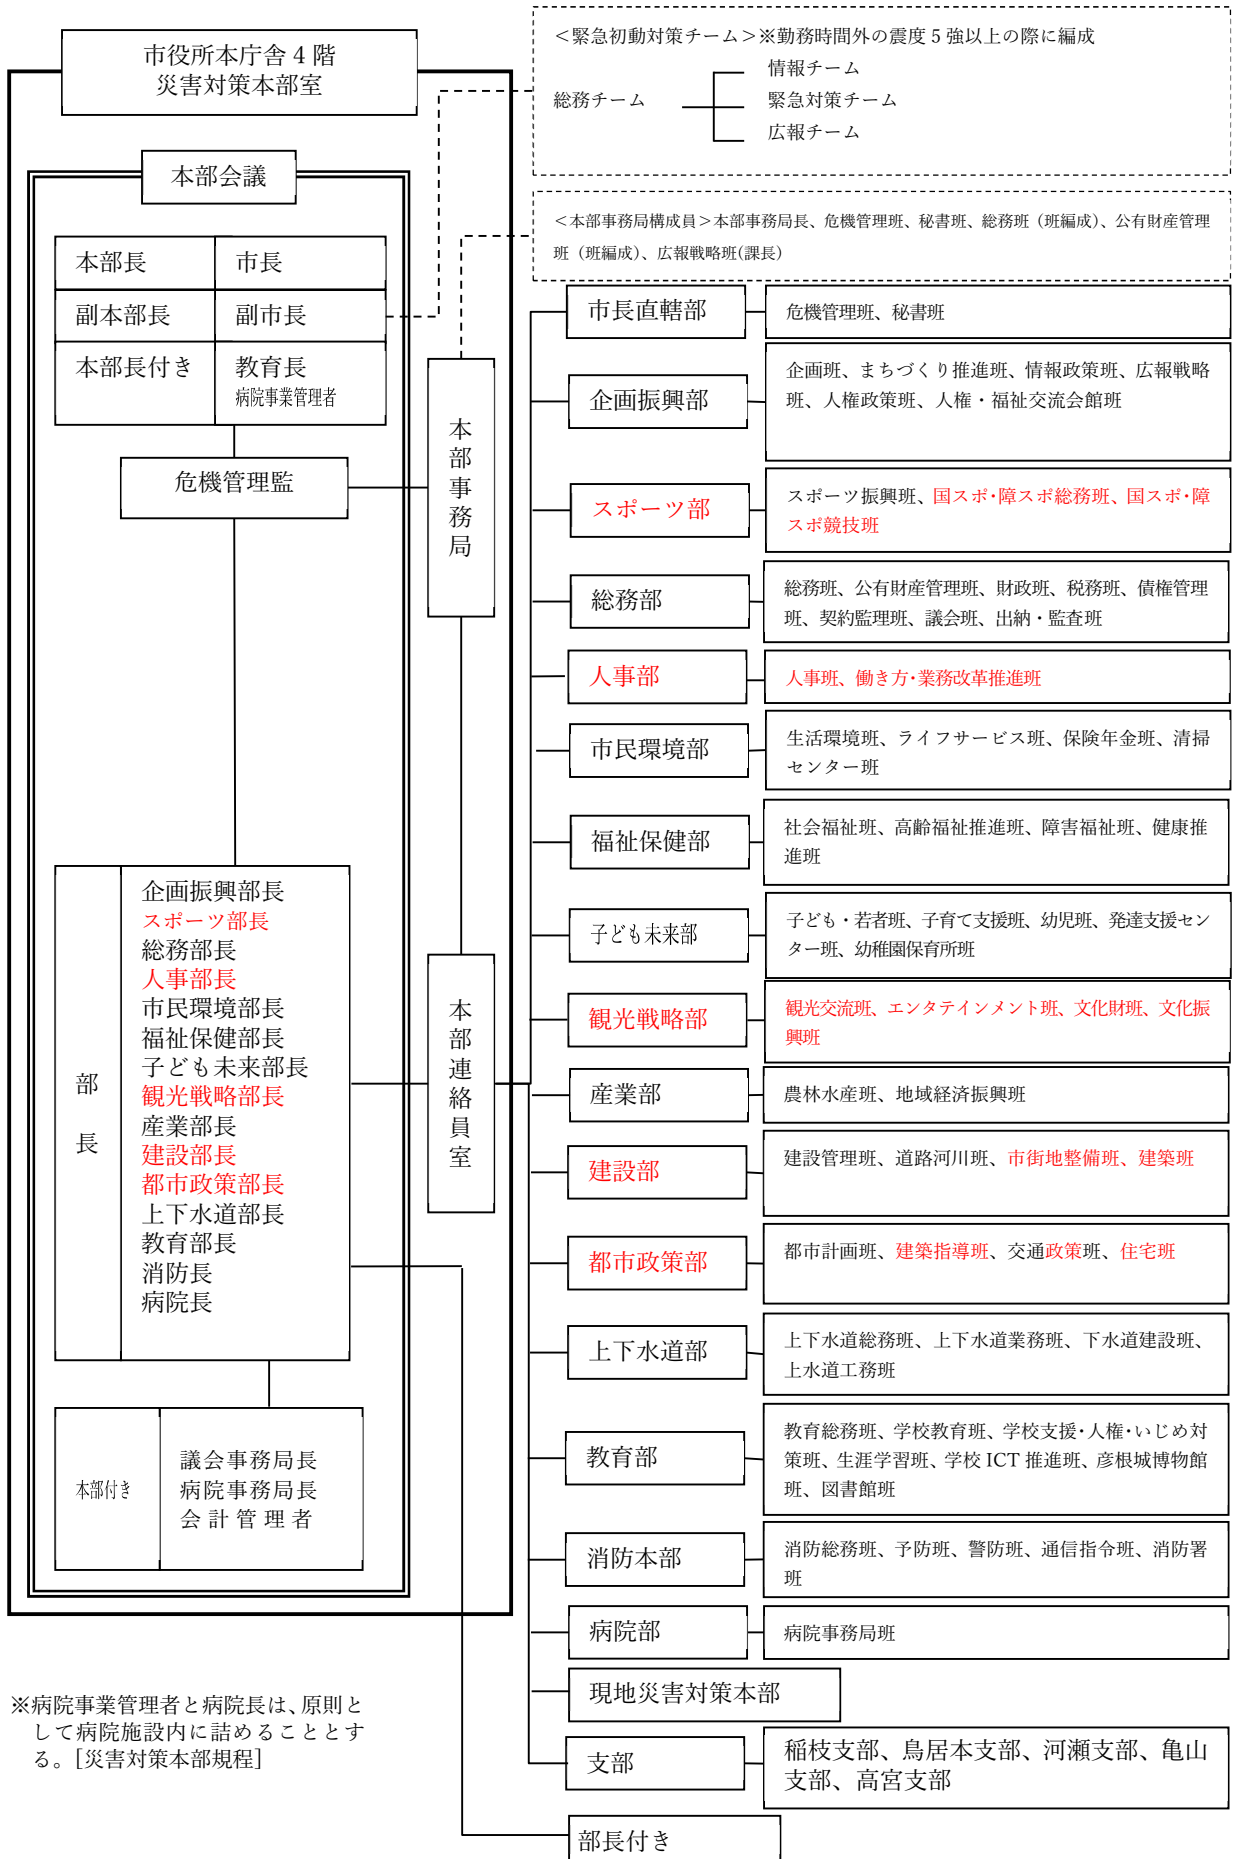 市役所本庁舎４階
災害対策本部室
本部会議
本部長 市長
副本部長 副市長
本部長付き 教育長
病院事業管理者
危機管理監
部長
企画振興部長
スポーツ部長
総務部長
人事部長
市民環境部長
福祉保健部長
子ども未来部長
観光戦略部長
産業部長
建設部長
都市政策部長
上下水道部長
教育部長
消防長
病院長
本部付き
議会事務局長
病院事務局長
会計管理者
※病院事業管理者と病院長は、原則と
して病院施設内に詰めることとす
る。[災害対策本部規程]
本部事務局
本部連絡員室
＜緊急初動対策チーム＞※勤務時間外の震度５強以上の際に編成
総務チーム
情報チーム
緊急対策チーム
広報チーム
＜本部事務局構成員＞本部事務局長、危機管理班、秘書班、総務班（班編成）、公有財産管理
班（班編成）、広報戦略班(課長)
市長直轄部
危機管理班、秘書班
企画振興部
企画班、まちづくり推進班、情報政策班、広報戦略
班、人権政策班、人権・福祉交流会館班
スポーツ部
スポーツ振興班、国スポ・障スポ総務班、国スポ・障
スポ競技班
総務部
総務班、公有財産管理班、財政班、税務班、債権管理
班、契約監理班、議会班、出納・監査班
人事部
人事班、働き方・業務改革推進班
市民環境部
生活環境班、ライフサービス班、保険年金班、清掃
センター班
福祉保健部
社会福祉班、高齢福祉推進班、障害福祉班、健康推
進班
子ども未来部
子ども・若者班、子育て支援班、幼児班、発達支援セン
ター班、幼稚園保育所班
観光戦略部
観光交流班、エンタテインメント班、文化財班、文化振
興班
産業部
農林水産班、地域経済振興班
建設部
建設管理班、道路河川班、市街地整備班、建築班
都市政策部
都市計画班、建築指導班、交通政策班、住宅班
上下水道部
上下水道総務班、上下水道業務班、下水道建設班、
上水道工務班
教育部
教育総務班、学校教育班、学校支援・人権・いじめ対
策班、生涯学習班、学校 ICT 推進班、彦根城博物館
班、図書館班
消防本部
消防総務班、予防班、警防班、通信指令班、消防署
班
病院部
病院事務局班
現地災害対策本部
支部
稲枝支部、鳥居本支部、河瀬支部、亀山
支部、高宮支部
部長付き